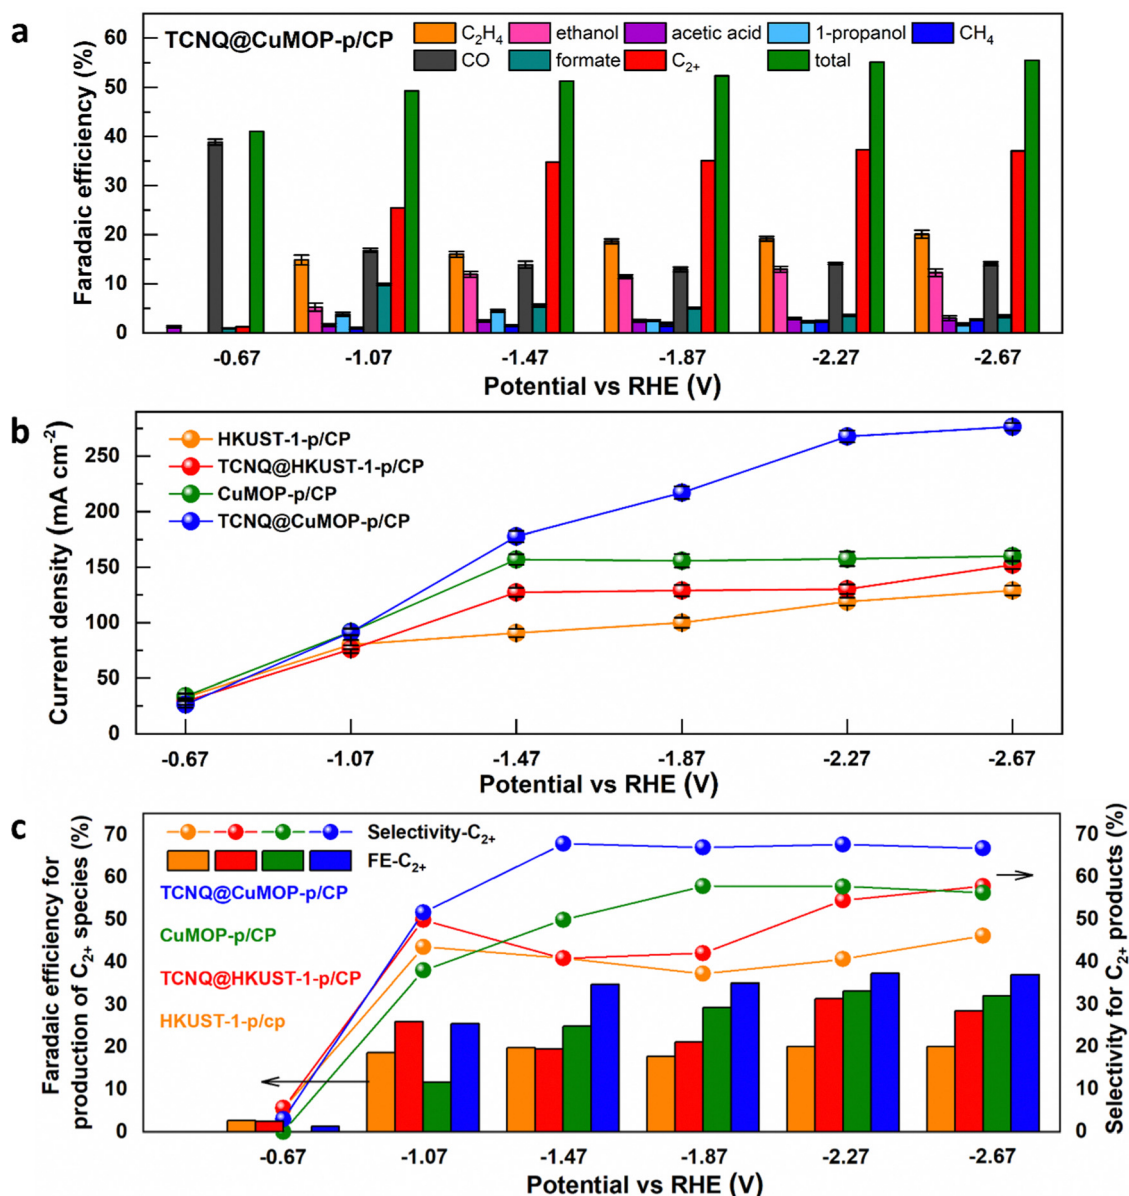 a
TCNQ@CuMOP-p/CP
C₂H₄ ethanol acetic acid 1-propanol CH₄
CO formate C₂₊ total
Faradaic efficiency (%)
60
50
40
30
20
10
0
-0.67 -1.07 -1.47 -1.87 -2.27 -2.67
Potential vs RHE (V)
b
HKUST-1-p/CP
TCNQ@HKUST-1-p/CP
CuMOP-p/CP
TCNQ@CuMOP-p/CP
Current density (mA cm⁻²)
250
200
150
100
50
0
-0.67 -1.07 -1.47 -1.87 -2.27 -2.67
Potential vs RHE (V)
c
Selectivity-C₂₊
FE-C₂₊
TCNQ@CuMOP-p/CP
CuMOP-p/CP
TCNQ@HKUST-1-p/CP
HKUST-1-p/cp
Faradaic efficiency for
production of C₂₊ species (%)
70
60
50
40
30
20
10
0
70
60
50
40
30
20
10
0
Selectivity for C₂₊ products (%)
-0.67 -1.07 -1.47 -1.87 -2.27 -2.67
Potential vs RHE (V)